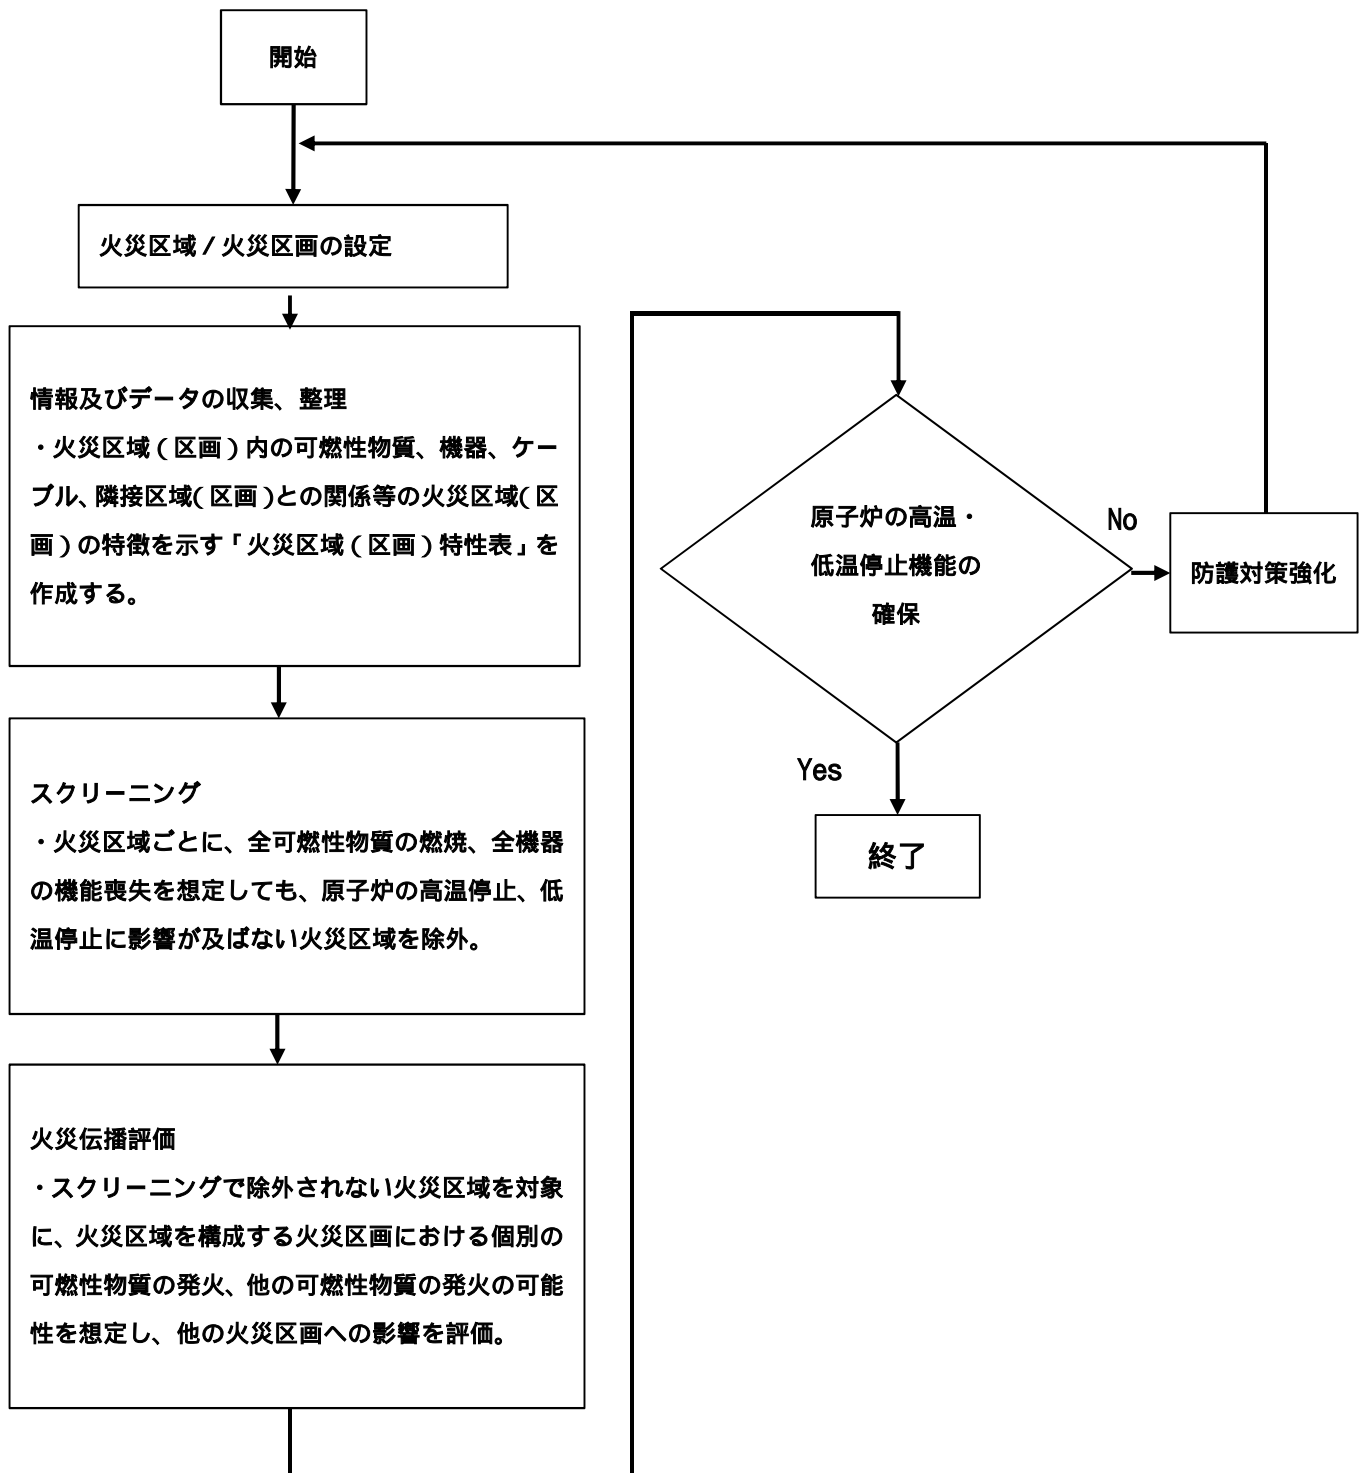 開始
火災区域/火災区画の設定
情報及びデータの収集、整理
・火災区域(区画)内の可燃性物質、機器、ケー
ブル、隣接区域(区画)との関係等の火災区域(区
画)の特徴を示す「火災区域(区画)特性表」を
作成する。
スクリーニング
・火災区域ごとに、全可燃性物質の燃焼、全機器
の機能喪失を想定しても、原子炉の高温停止、低
温停止に影響が及ばない火災区域を除外。
火災伝播評価
・スクリーニングで除外されない火災区域を対象
に、火災区域を構成する火災区画における個別の
可燃性物質の発火、他の可燃性物質の発火の可能
性を想定し、他の火災区画への影響を評価。
原子炉の高温・
低温停止機能の
確保
No
防護対策強化
Yes
終了